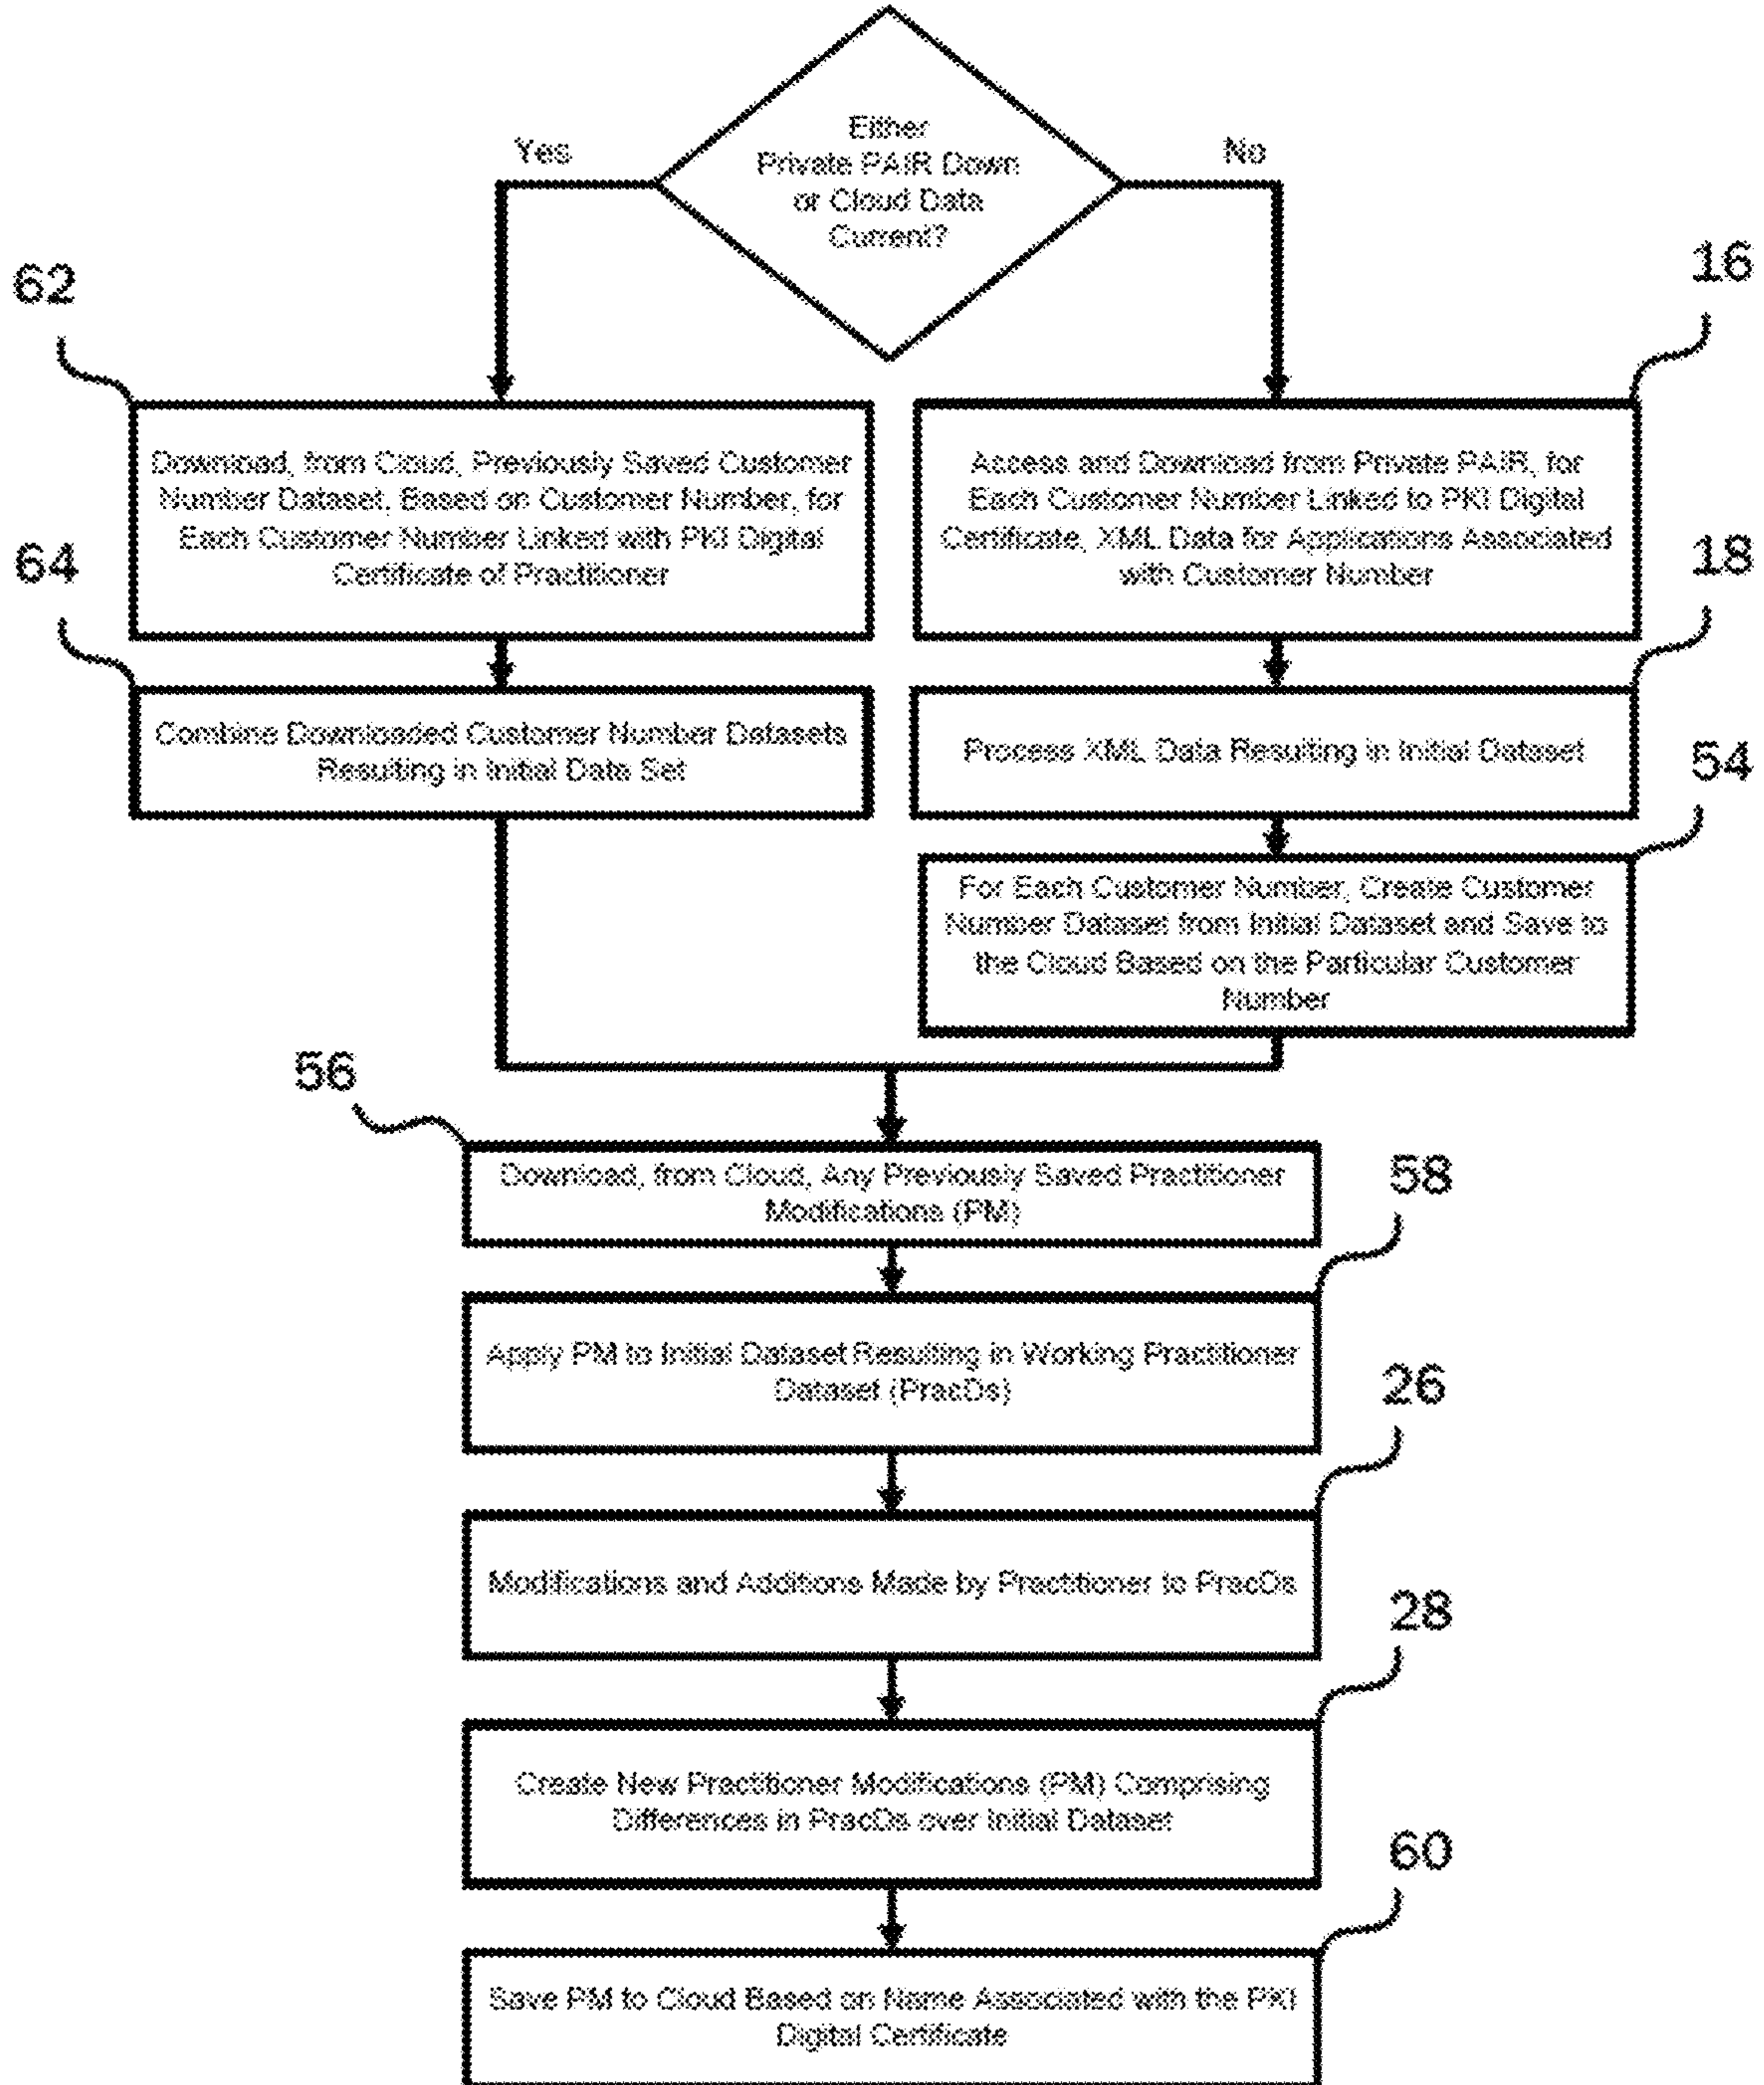 Either
Private PAIR Down
or Cloud Data
Current?
Yes
No
62
16
Download, from Cloud, Previously Saved Customer
Number Dataset, Based on Customer Number, for
Each Customer Number Linked with PKI Digital
Certificate of Practitioner
Access and Download from Private PAIR, for
Each Customer Number Linked to PKI Digital
Certificate, XML Data for Applications Associated
with Customer Number
64
18
Combine Downloaded Customer Number Datasets
Resulting in Initial Data Set
Process XML Data Resulting in Initial Dataset
54
For Each Customer Number, Create Customer
Number Dataset from Initial Dataset and Save to
the Cloud Based on the Particular Customer
Number
56
Download, from Cloud, Any Previously Saved Practitioner
Modifications (PM)
58
Apply PM to Initial Dataset Resulting in Working Practitioner
Dataset (PracDs)
26
Modifications and Additions Made by Practitioner to PracDs
28
Create New Practitioner Modifications (PM) Comprising
Differences in PracDs over Initial Dataset
60
Save PM to Cloud Based on Name Associated with the PKI
Digital Certificate